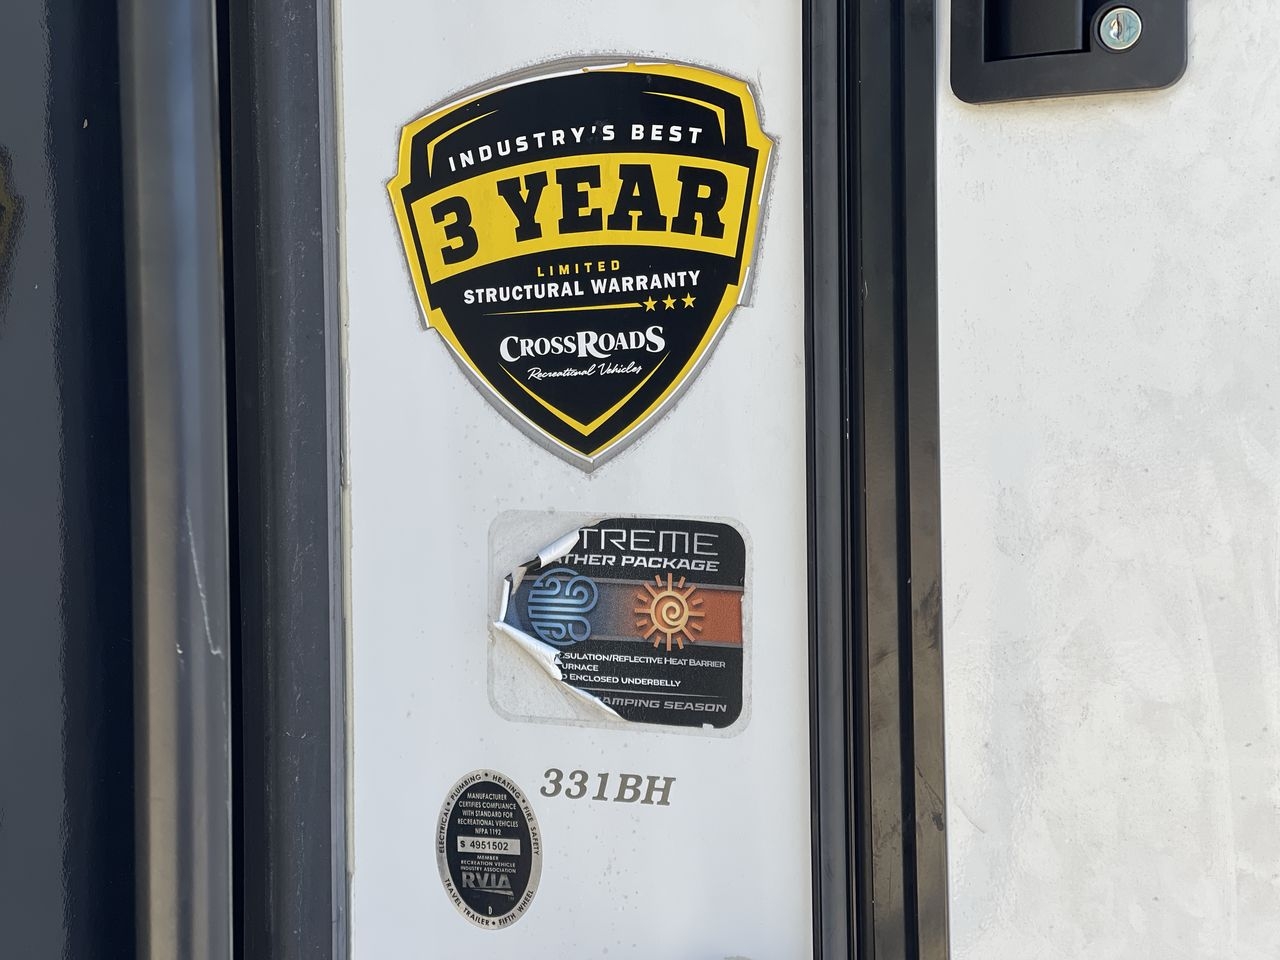 INDUSTRY'S BEST
3 YEAR
LIMITED
STRUCTURAL WARRANTY
CROSSROADS
Recreational Vehicles
TREME
THER PACKAGE
SULATION/REFLECTIVE HEAT BARRIER
URNACE
D ENCLOSED UNDERBELLY
AMPING SEASON
331BH
ELECTRICAL • PLUMBING • HEATING • FIRE SAFETY
MANUFACTURER
CERTIFIES COMPLIANCE
WITH STANDARD FOR
RECREATIONAL VEHICLES
NFPA 1192
S 4951502
MEMBER
RECREATION VEHICLE
INDUSTRY ASSOCIATION
RVIA
D
TRAVEL TRAILER • FIFTH WHEEL